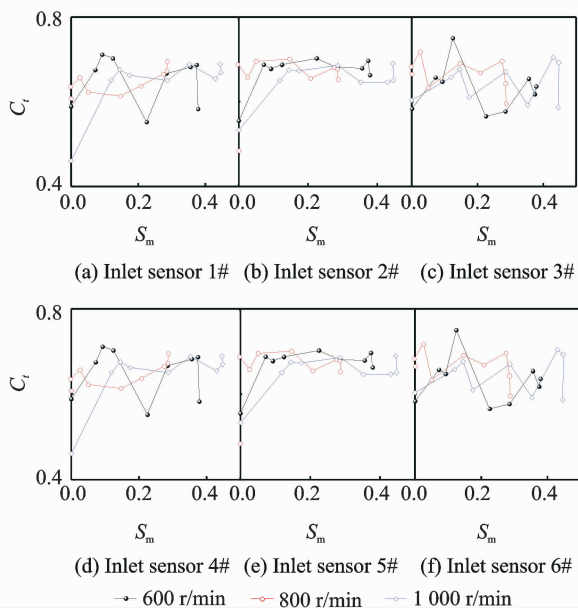 0.8
C_t
0.4
0.0 0.2 0.4 0.0 0.2 0.4 0.0 0.2 0.4
S_m S_m S_m
(a) Inlet sensor 1# (b) Inlet sensor 2# (c) Inlet sensor 3#
0.8
C_t
0.4
0.0 0.2 0.4 0.0 0.2 0.4 0.0 0.2 0.4
S_m S_m S_m
(d) Inlet sensor 4# (e) Inlet sensor 5# (f) Inlet sensor 6#
600 r/min 800 r/min 1 000 r/min